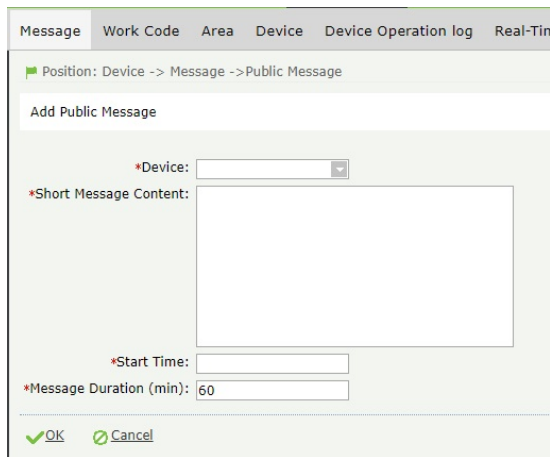 Message Work Code Area Device Device Operation log
Position: Device -> Message ->Public Message
Add Public Message
*Device:
*Short Message Content:
*Start Time:
*Message Duration (min): 60
OK Cancel